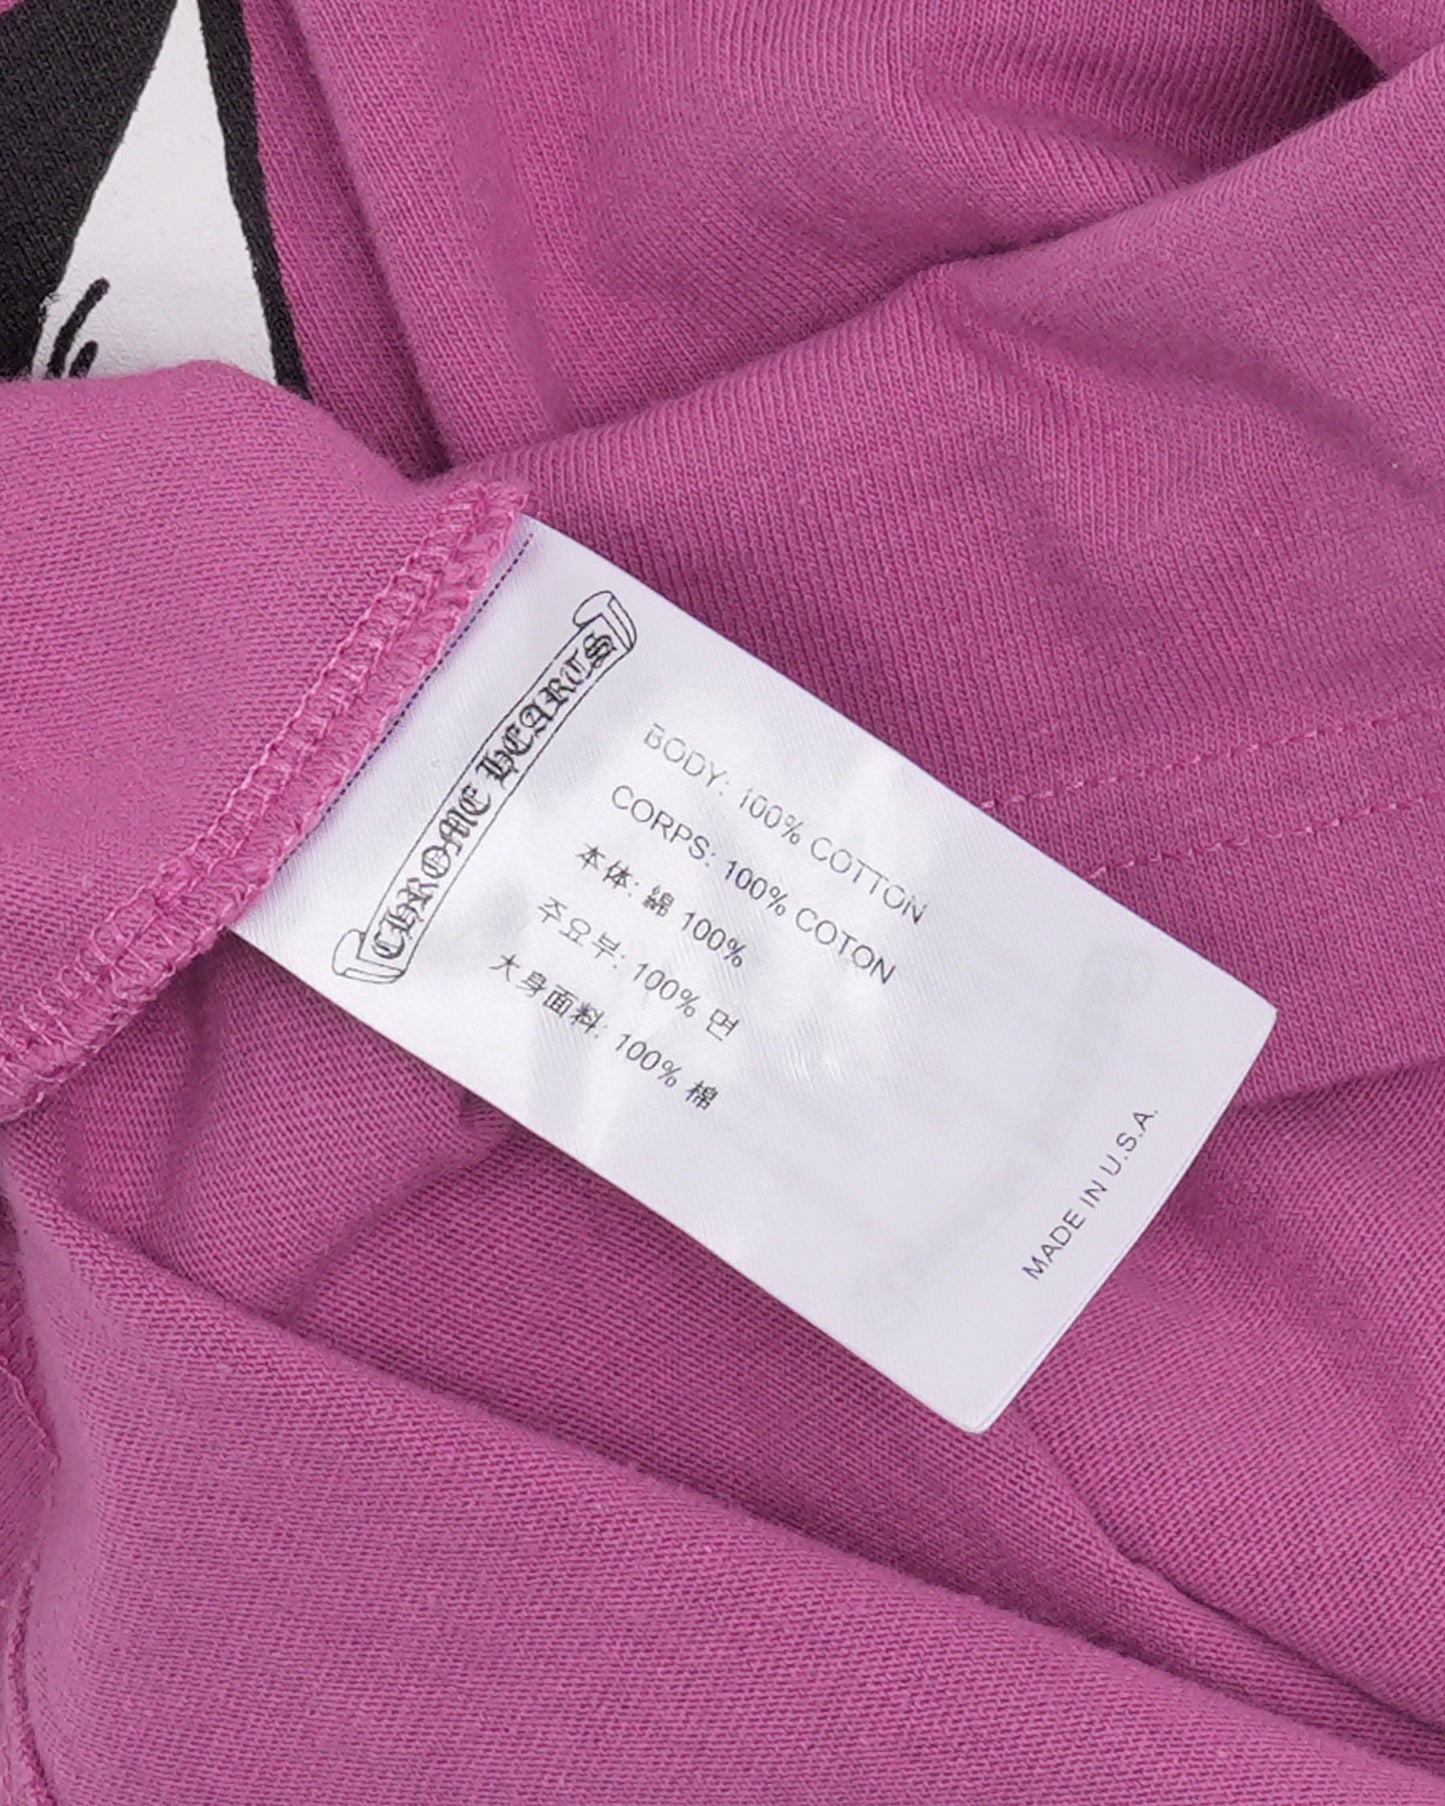 CHROME HEARTS
BODY: 100% COTTON
CORPS: 100% COTON
本体: 綿 100%
주요부: 100% 면
大身面料: 100% 棉
MADE IN U.S.A.